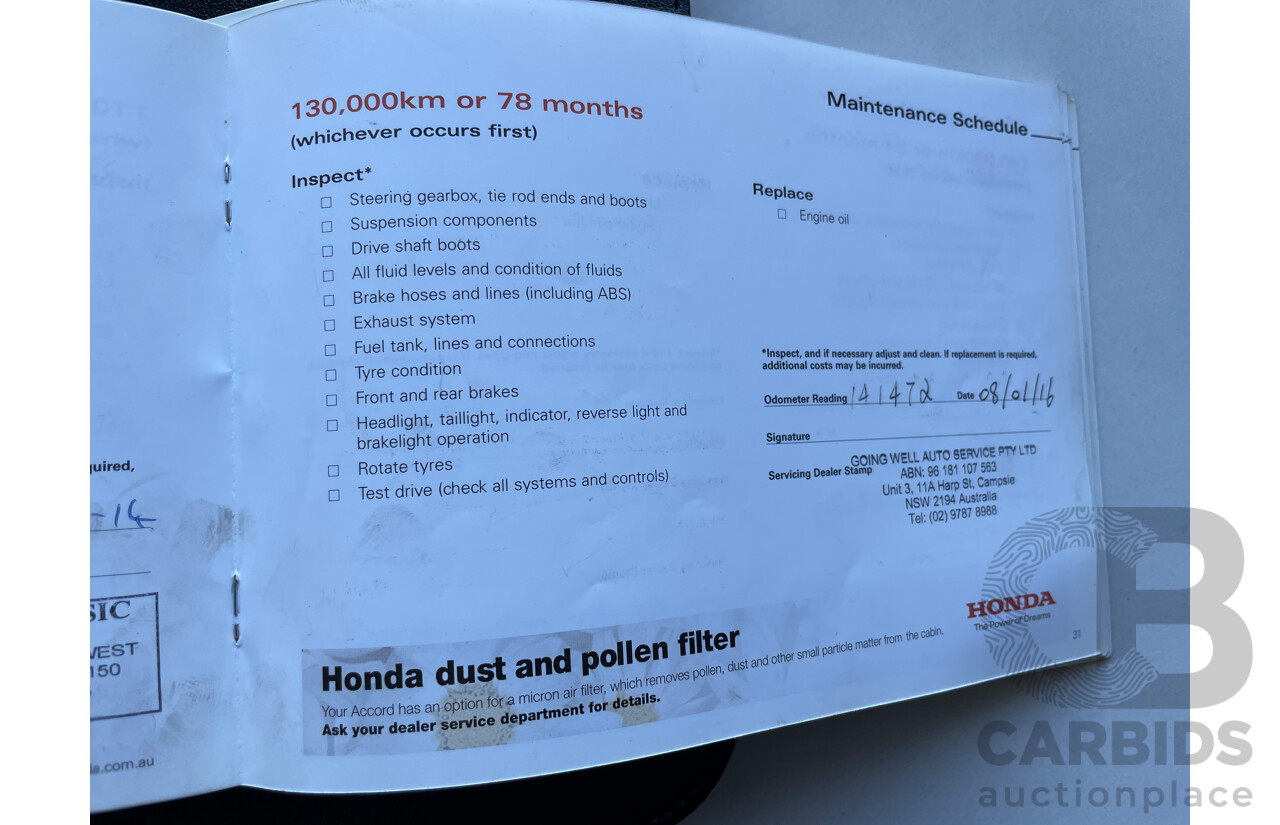 130,000km or 78 months
(whichever occurs first)
Maintenance Schedule
Inspect*
Steering gearbox, tie rod ends and boots
Suspension components
Drive shaft boots
All fluid levels and condition of fluids
Brake hoses and lines (including ABS)
Exhaust system
Fuel tank, lines and connections
Tyre condition
Front and rear brakes
Headlight, taillight, indicator, reverse light and
brakelight operation
Rotate tyres
Test drive (check all systems and controls)
Replace
Engine oil
*Inspect, and if necessary adjust and clean. If replacement is required,
additional costs may be incurred.
Odometer Reading 141472 Date 08/01/16
Signature
Servicing Dealer Stamp
GOING WELL AUTO SERVICE PTY LTD
ABN: 96 181 107 563
Unit 3, 11A Harp St, Campsie
NSW 2194 Australia
Tel: (02) 9787 8988
HONDA
The Power of Dreams
31
Honda dust and pollen filter
Your Accord has an option for a micron air filter, which removes pollen, dust and other small particle matter from the cabin.
Ask your dealer service department for details.
quired,
-14
SIC
WEST
150
a.com.au
CB
CARBIDS
auctionplace